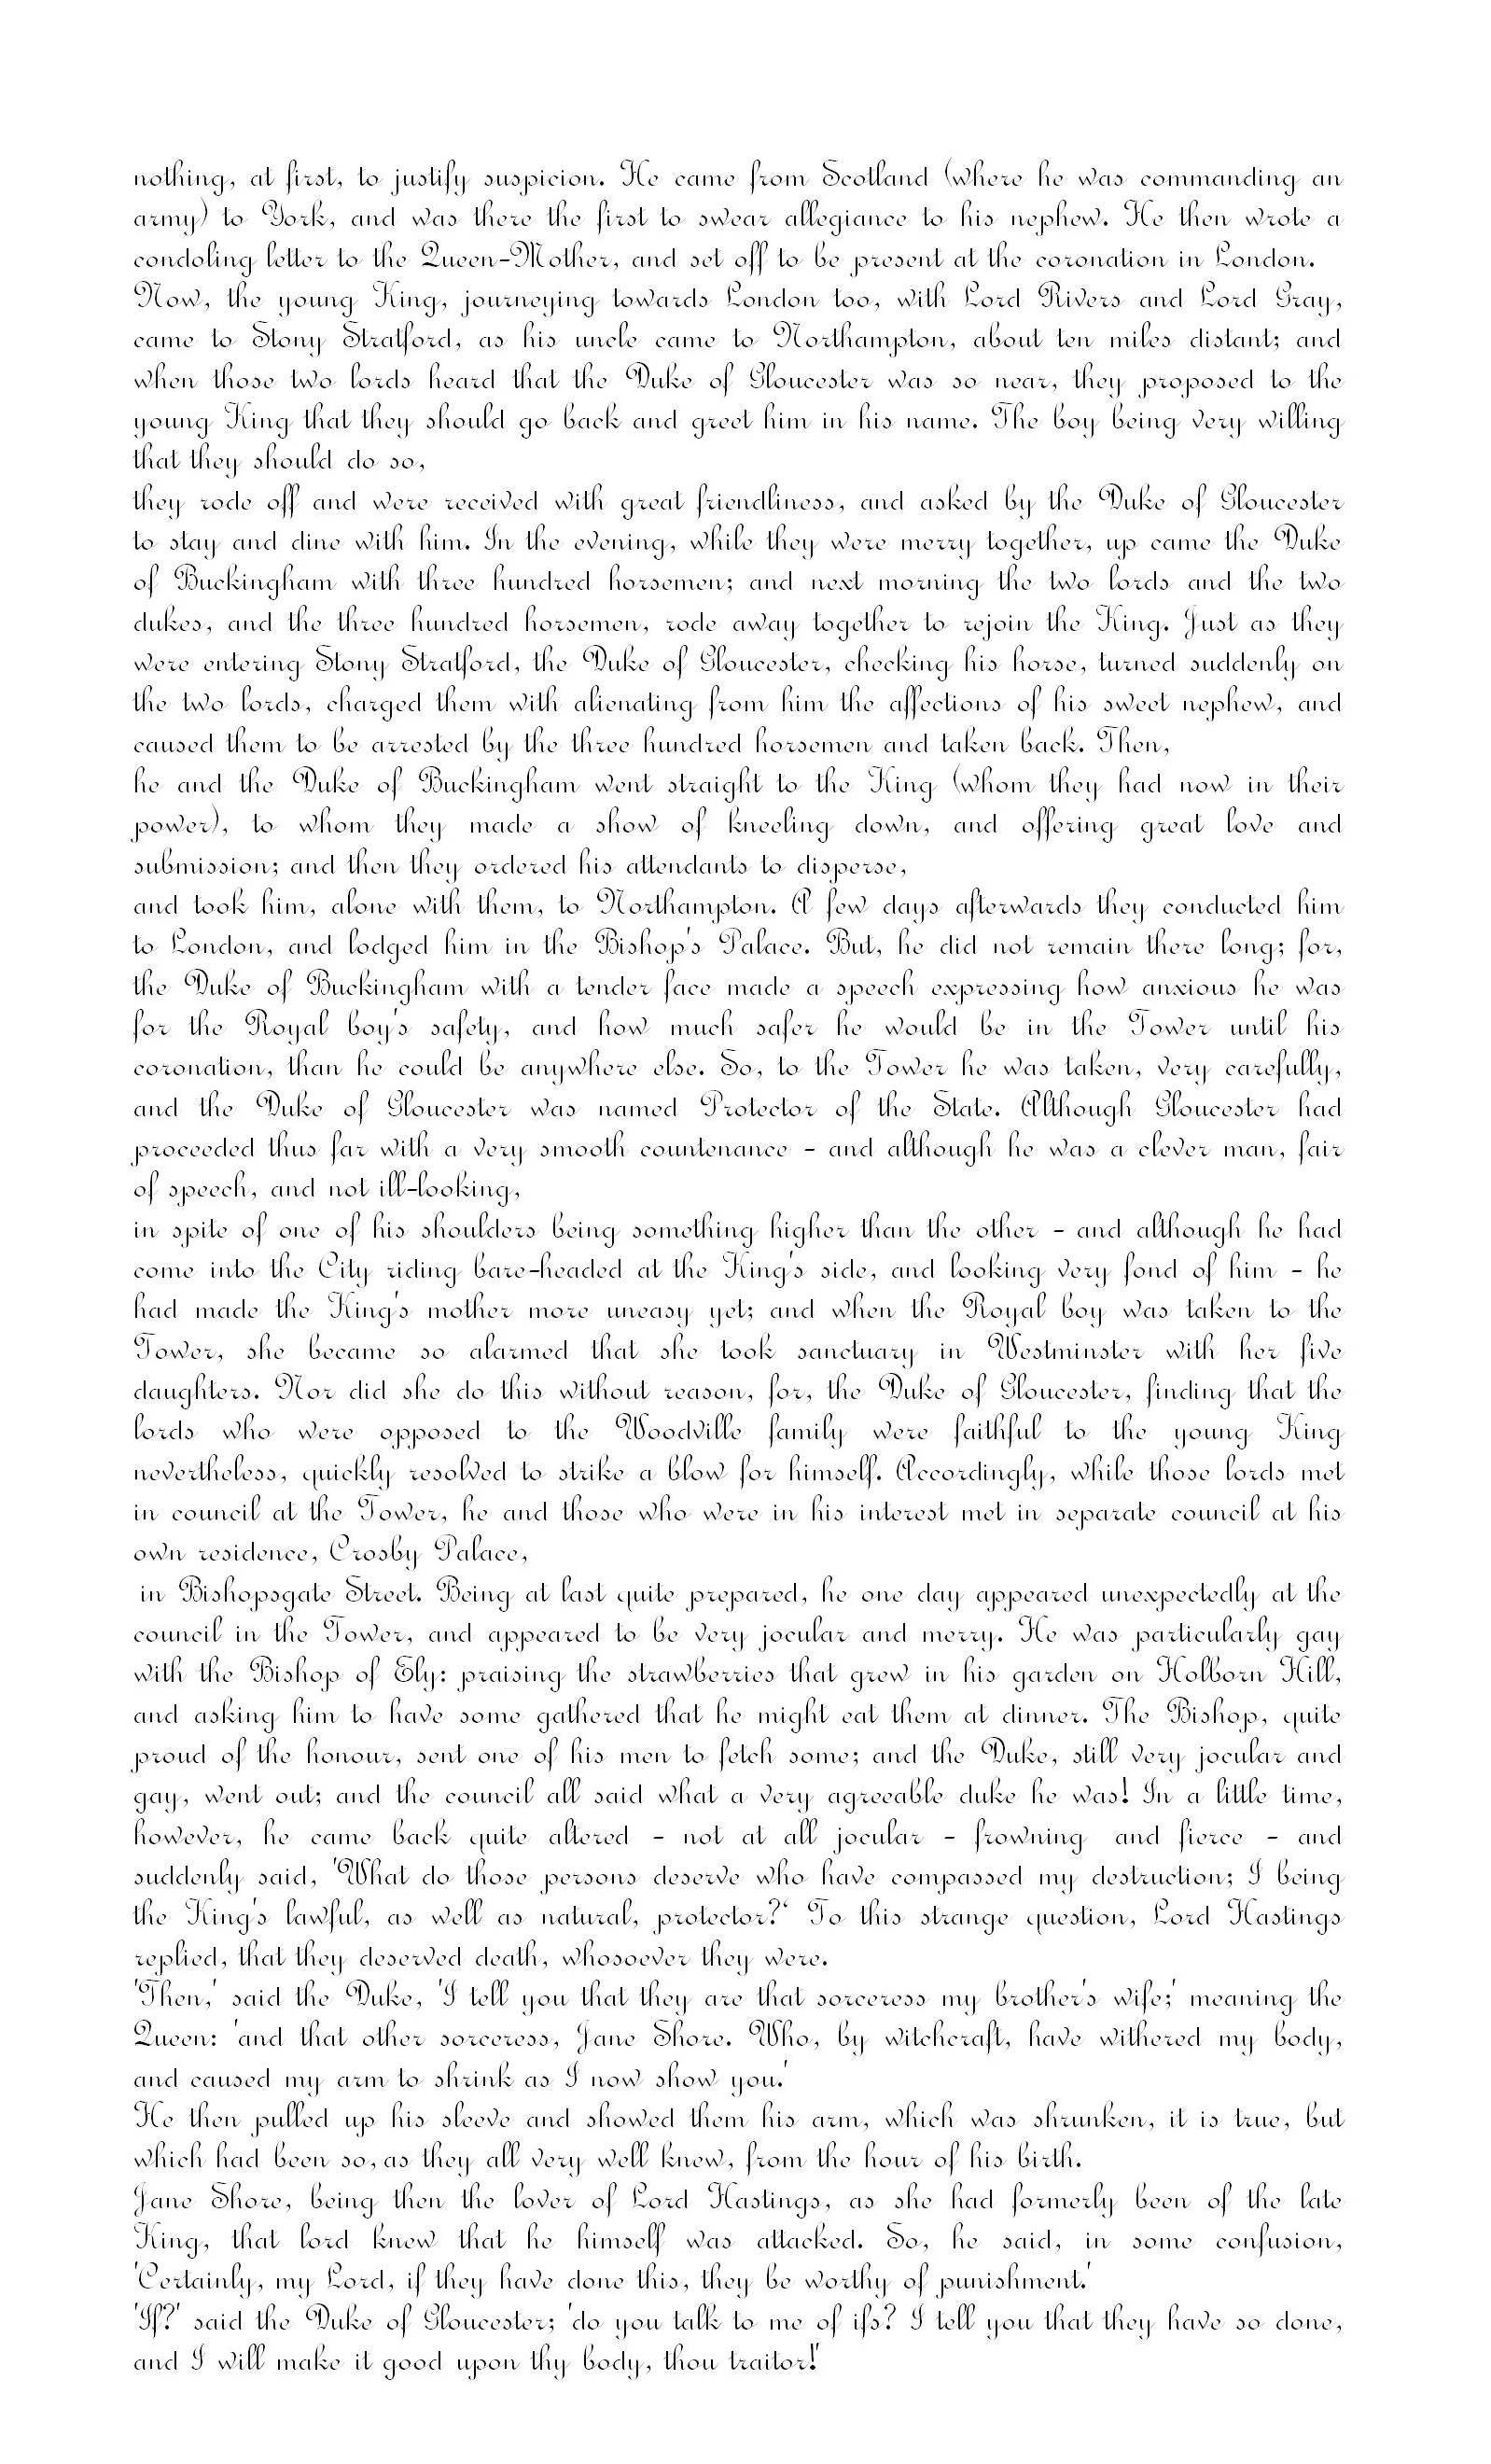 nothing, at first, to justify suspicion. He came from Scotland (where he was commanding an
army) to York, and was there the first to swear allegiance to his nephew. He then wrote a
condoling letter to the Queen-Mother, and set off to be present at the coronation in London.
Now, the young King, journeying towards London too, with Lord Rivers and Lord Gray,
came to Stony Stratford, as his uncle came to Northampton, about ten miles distant; and
when those two lords heard that the Duke of Gloucester was so near, they proposed to the
young King that they should go back and greet him in his name. The boy being very willing
that they should do so,
they rode off and were received with great friendliness, and asked by the Duke of Gloucester
to stay and dine with him. In the evening, while they were merry together, up came the Duke
of Buckingham with three hundred horsemen; and next morning the two lords and the two
dukes, and the three hundred horsemen, rode away together to rejoin the King. Just as they
were entering Stony Stratford, the Duke of Gloucester, checking his horse, turned suddenly on
the two lords, charged them with alienating from him the affections of his sweet nephew, and
caused them to be arrested by the three hundred horsemen and taken back. Then,
he and the Duke of Buckingham went straight to the King (whom they had now in their
power), to whom they made a show of kneeling down, and offering great love and
submission; and then they ordered his attendants to disperse,
and took him, alone with them, to Northampton. A few days afterwards they conducted him
to London, and lodged him in the Bishop's Palace. But, he did not remain there long; for,
the Duke of Buckingham with a tender face made a speech expressing how anxious he was
for the Royal boy's safety, and how much safer he would be in the Tower until his
coronation, than he could be anywhere else. So, to the Tower he was taken, very carefully,
and the Duke of Gloucester was named Protector of the State. Although Gloucester had
proceeded thus far with a very smooth countenance - and although he was a clever man, fair
of speech, and not ill-looking,
in spite of one of his shoulders being something higher than the other - and although he had
come into the City riding bare-headed at the King's side, and looking very fond of him - he
had made the King's mother more uneasy yet; and when the Royal boy was taken to the
Tower, she became so alarmed that she took sanctuary in Westminster with her five
daughters. Nor did she do this without reason, for, the Duke of Gloucester, finding that the
lords who were opposed to the Woodville family were faithful to the young King
nevertheless, quickly resolved to strike a blow for himself. Accordingly, while those lords met
in council at the Tower, he and those who were in his interest met in separate council at his
own residence, Crosby Palace,
in Bishopsgate Street. Being at last quite prepared, he one day appeared unexpectedly at the
council in the Tower, and appeared to be very jocular and merry. He was particularly gay
with the Bishop of Ely: praising the strawberries that grew in his garden on Holborn Hill,
and asking him to have some gathered that he might eat them at dinner. The Bishop, quite
proud of the honour, sent one of his men to fetch some; and the Duke, still very jocular and
gay, went out; and the council all said what a very agreeable duke he was! In a little time,
however, he came back quite altered - not at all jocular - frowning and fierce - and
suddenly said, 'What do those persons deserve who have compassed my destruction; I being
the King's lawful, as well as natural, protector?‘ To this strange question, Lord Hastings
replied, that they deserved death, whosoever they were.
'Then,' said the Duke, 'I tell you that they are that sorceress my brother's wife;' meaning the
Queen: 'and that other sorceress, Jane Shore. Who, by witchcraft, have withered my body,
and caused my arm to shrink as I now show you.'
He then pulled up his sleeve and showed them his arm, which was shrunken, it is true, but
which had been so, as they all very well knew, from the hour of his birth.
Jane Shore, being then the lover of Lord Hastings, as she had formerly been of the late
King, that lord knew that he himself was attacked. So, he said, in some confusion,
'Certainly, my Lord, if they have done this, they be worthy of punishment.'
'If?' said the Duke of Gloucester; 'do you talk to me of ifs? I tell you that they have so done,
and I will make it good upon thy body, thou traitor!'